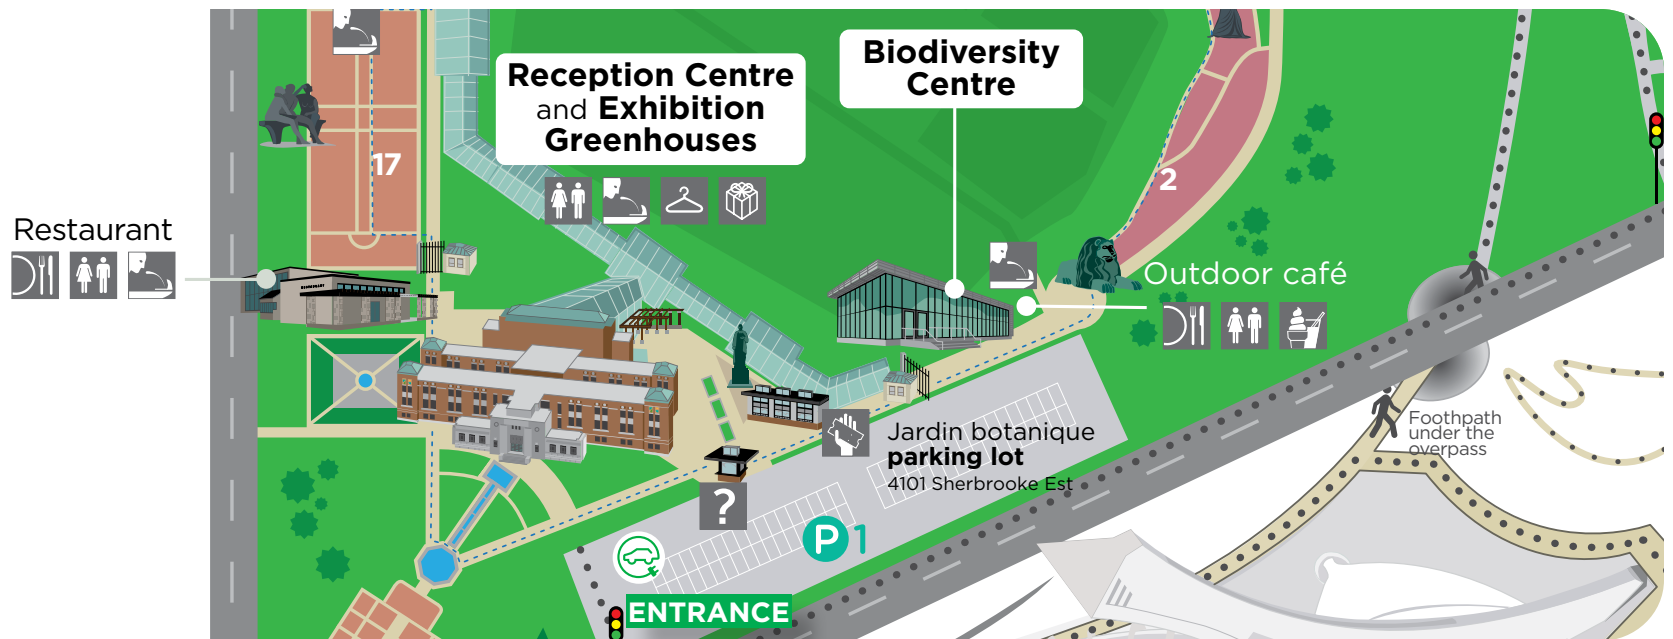 Reception Centre
and Exhibition
Greenhouses
Biodiversity
Centre
17
2
Restaurant
Outdoor café
Jardin botanique
parking lot
4101 Sherbrooke Est
Foothpath
under the
overpass
?
P 1
ENTRANCE